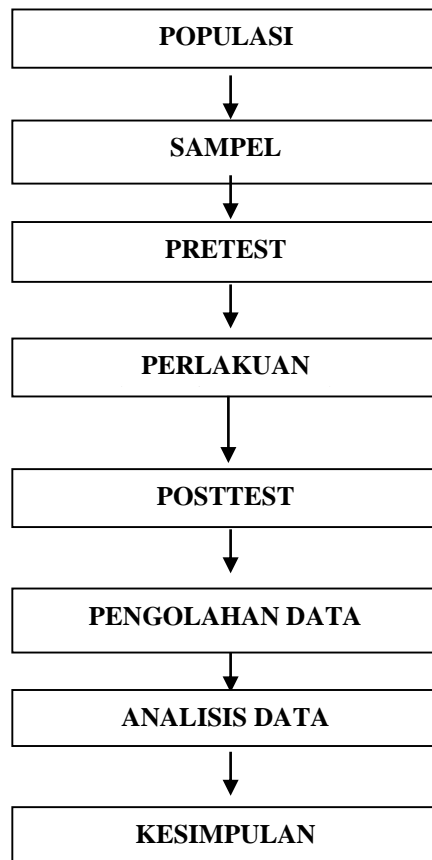 POPULASI
SAMPEL
PRETEST
PERLAKUAN
POSTTEST
PENGOLAHAN DATA
ANALISIS DATA
KESIMPULAN